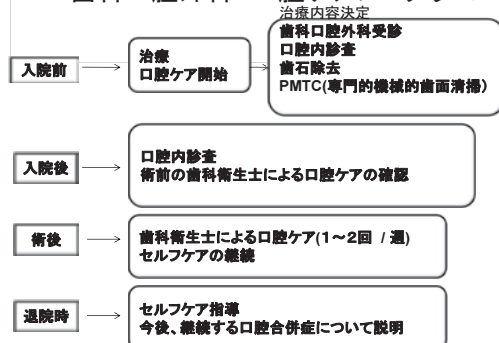 治療内容決定
入院前
治療
口腔ケア開始
歯科口腔外科受診
口腔内診査
歯石除去
PMTC(専門的機械的歯面清掃)
入院後
口腔内診査
術前の歯科衛生士による口腔ケアの確認
術後
歯科衛生士による口腔ケア(1～2回 / 週)
セルフケアの継続
退院時
セルフケア指導
今後、継続する口腔合併症について説明